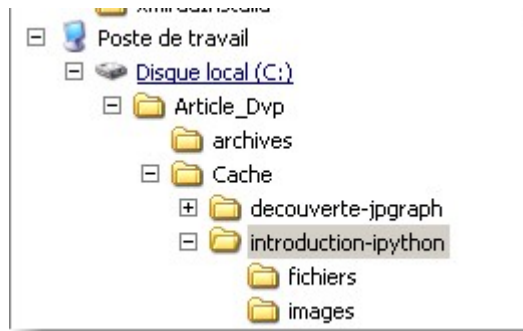 Poste de travail
Disque local (C:)
Article_Dvp
archives
Cache
decouverte-jpgraph
introduction-ipython
fichiers
images